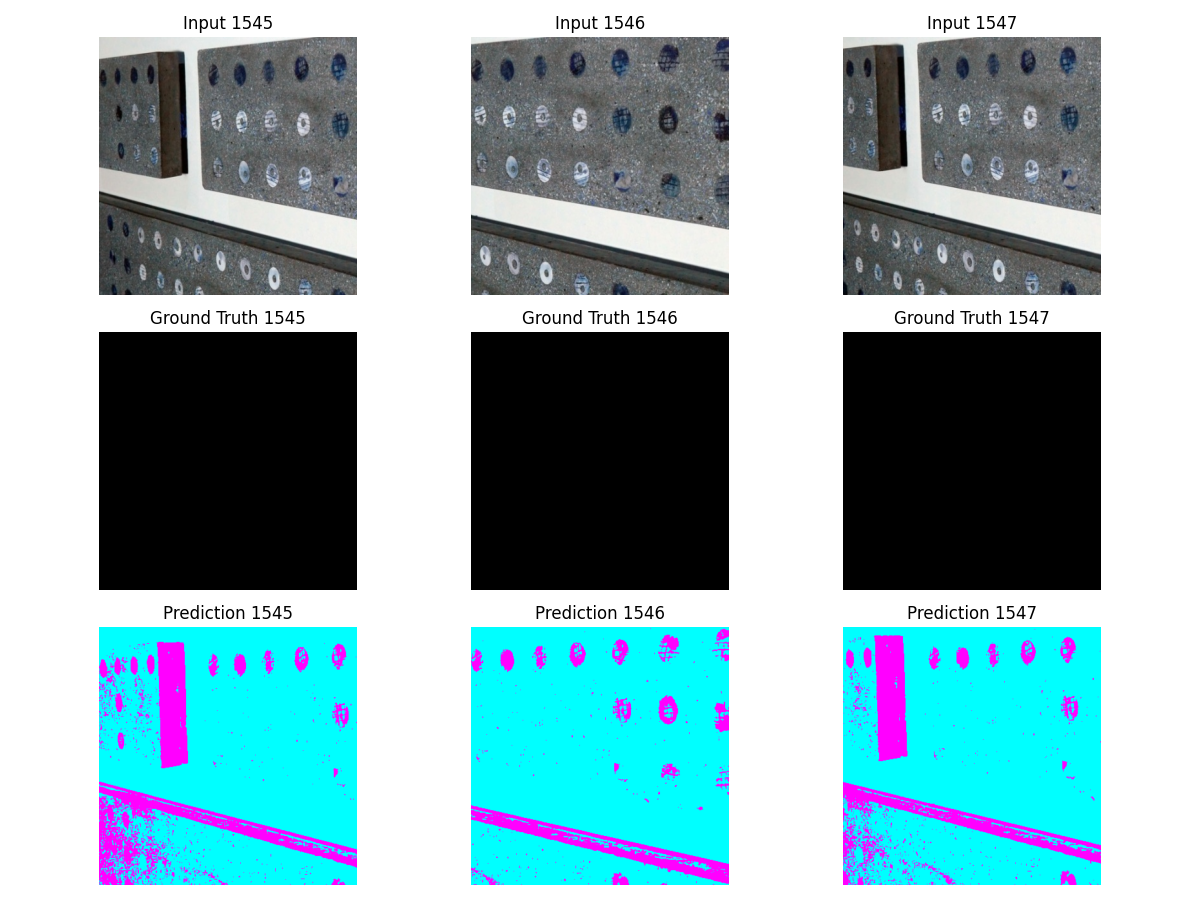 Input 1545
Input 1546
Input 1547
Ground Truth 1545
Ground Truth 1546
Ground Truth 1547
Prediction 1545
Prediction 1546
Prediction 1547